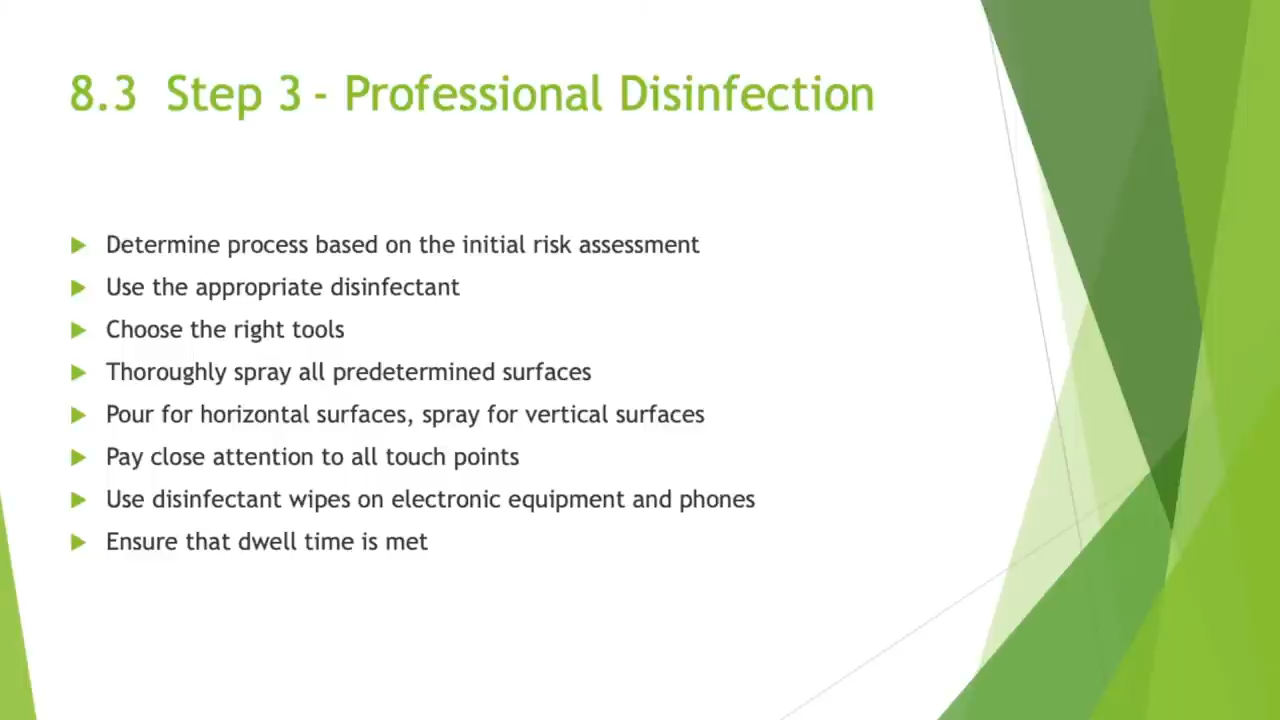 8.3 Step 3 - Professional Disinfection
Determine process based on the initial risk assessment
Use the appropriate disinfectant
Choose the right tools
Thoroughly spray all predetermined surfaces
Pour for horizontal surfaces, spray for vertical surfaces
Pay close attention to all touch points
Use disinfectant wipes on electronic equipment and phones
Ensure that dwell time is met